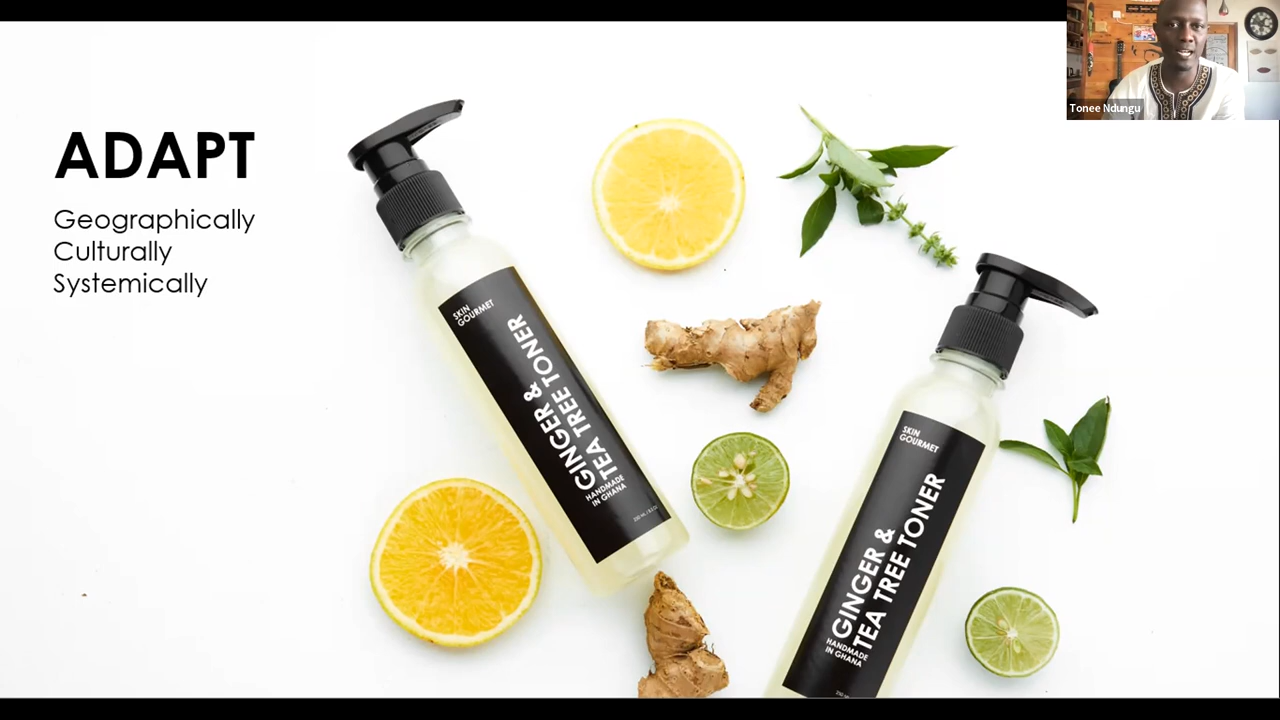 ADAPT
Geographically
Culturally
Systemically
Tonee Ndungu
SKIN
GOURMET
GINGER &
TEA TREE TONER
HANDMADE
IN GHANA
SKIN
GOURMET
GINGER &
TEA TREE TONER
HANDMADE
IN GHANA